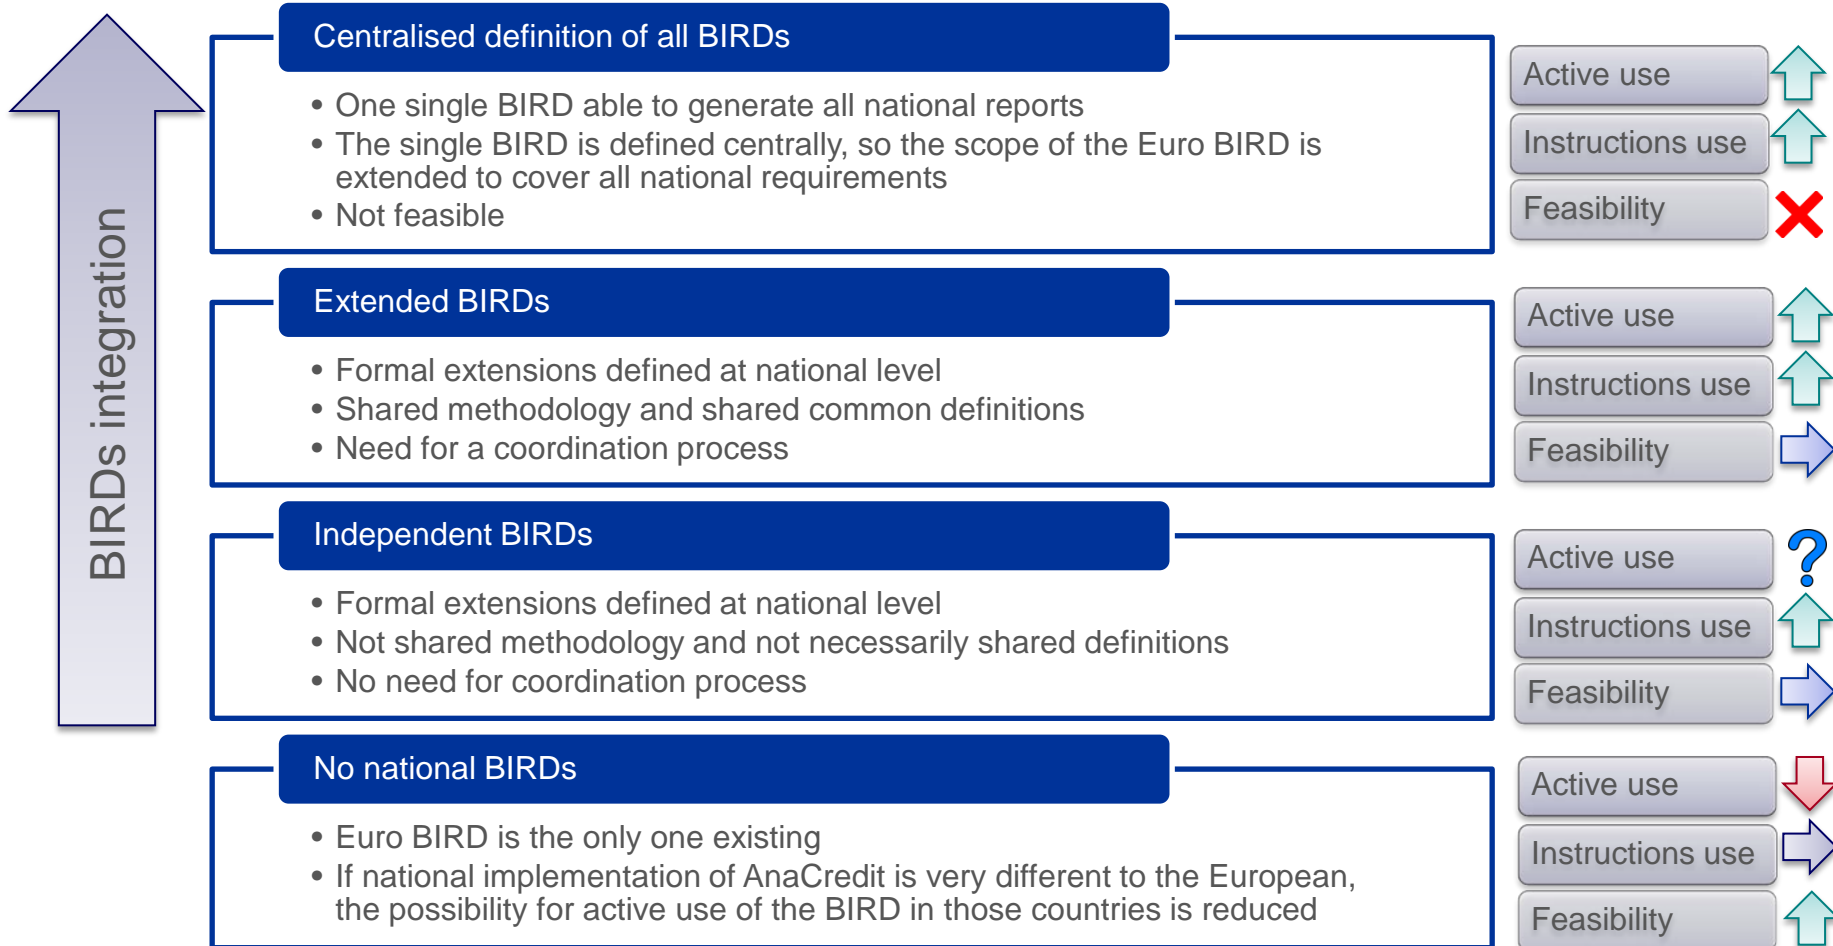 BIRDs integration
Centralised definition of all BIRDs
• One single BIRD able to generate all national reports
• The single BIRD is defined centrally, so the scope of the Euro BIRD is
extended to cover all national requirements
• Not feasible
Active use
Instructions use
Feasibility
Extended BIRDs
• Formal extensions defined at national level
• Shared methodology and shared common definitions
• Need for a coordination process
Active use
Instructions use
Feasibility
Independent BIRDs
• Formal extensions defined at national level
• Not shared methodology and not necessarily shared definitions
• No need for coordination process
Active use
?
Instructions use
Feasibility
No national BIRDs
• Euro BIRD is the only one existing
• If national implementation of AnaCredit is very different to the European,
the possibility for active use of the BIRD in those countries is reduced
Active use
Instructions use
Feasibility